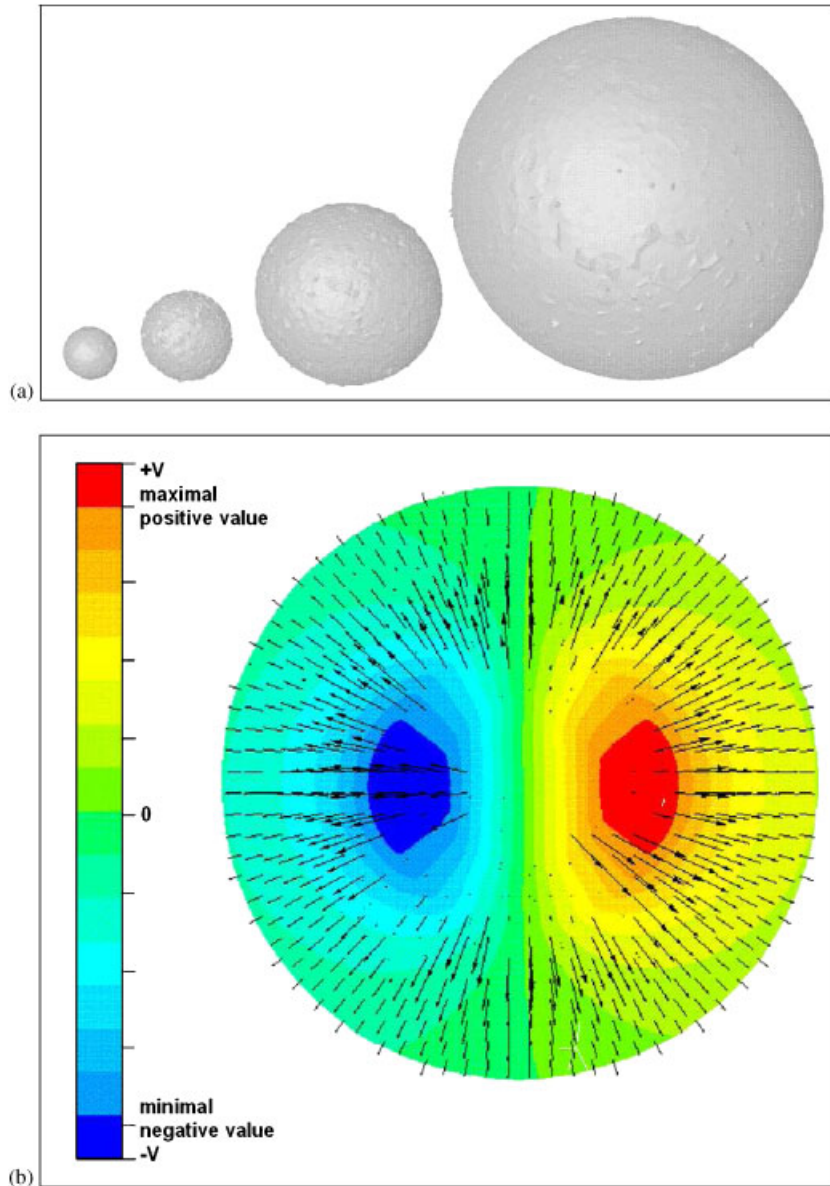 (a)
+V
maximal
positive value
0
minimal
negative value
-V
(b)